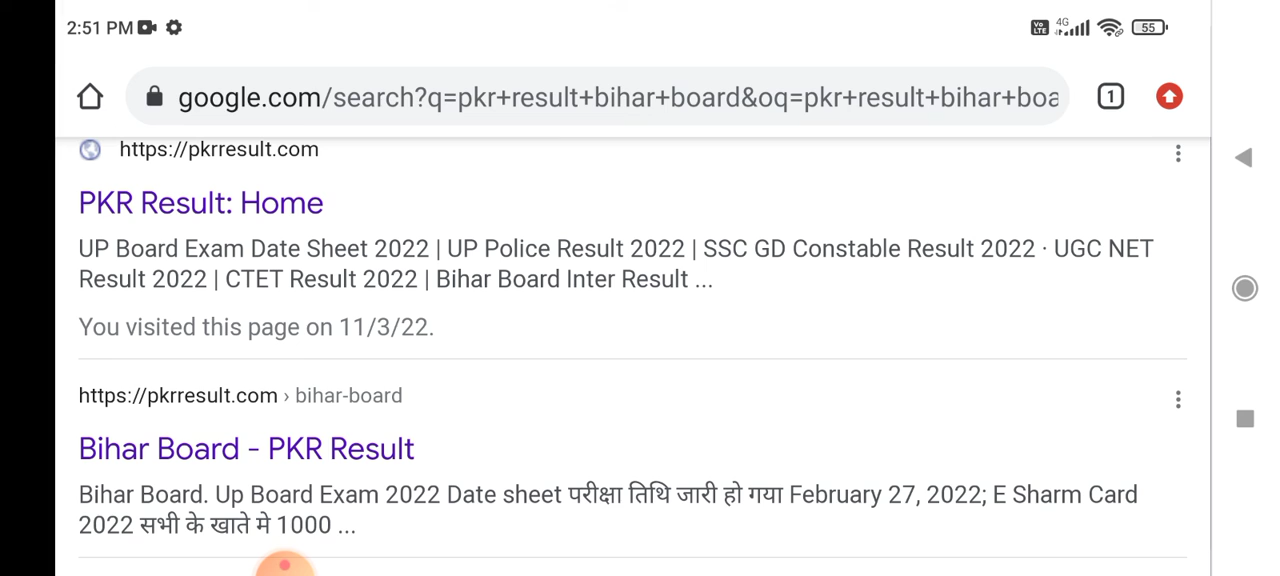 2:51 PM
Vo LTE 4G 55
google.com/search?q=pkr+result+bihar+board&oq=pkr+result+bihar+boa
1
https://pkrresult.com
PKR Result: Home
UP Board Exam Date Sheet 2022 | UP Police Result 2022 | SSC GD Constable Result 2022 · UGC NET
Result 2022 | CTET Result 2022 | Bihar Board Inter Result ...
You visited this page on 11/3/22.
https://pkrresult.com › bihar-board
Bihar Board - PKR Result
Bihar Board. Up Board Exam 2022 Date sheet परीक्षा तिथि जारी हो गया February 27, 2022; E Sharm Card
2022 सभी के खाते मे 1000 ...